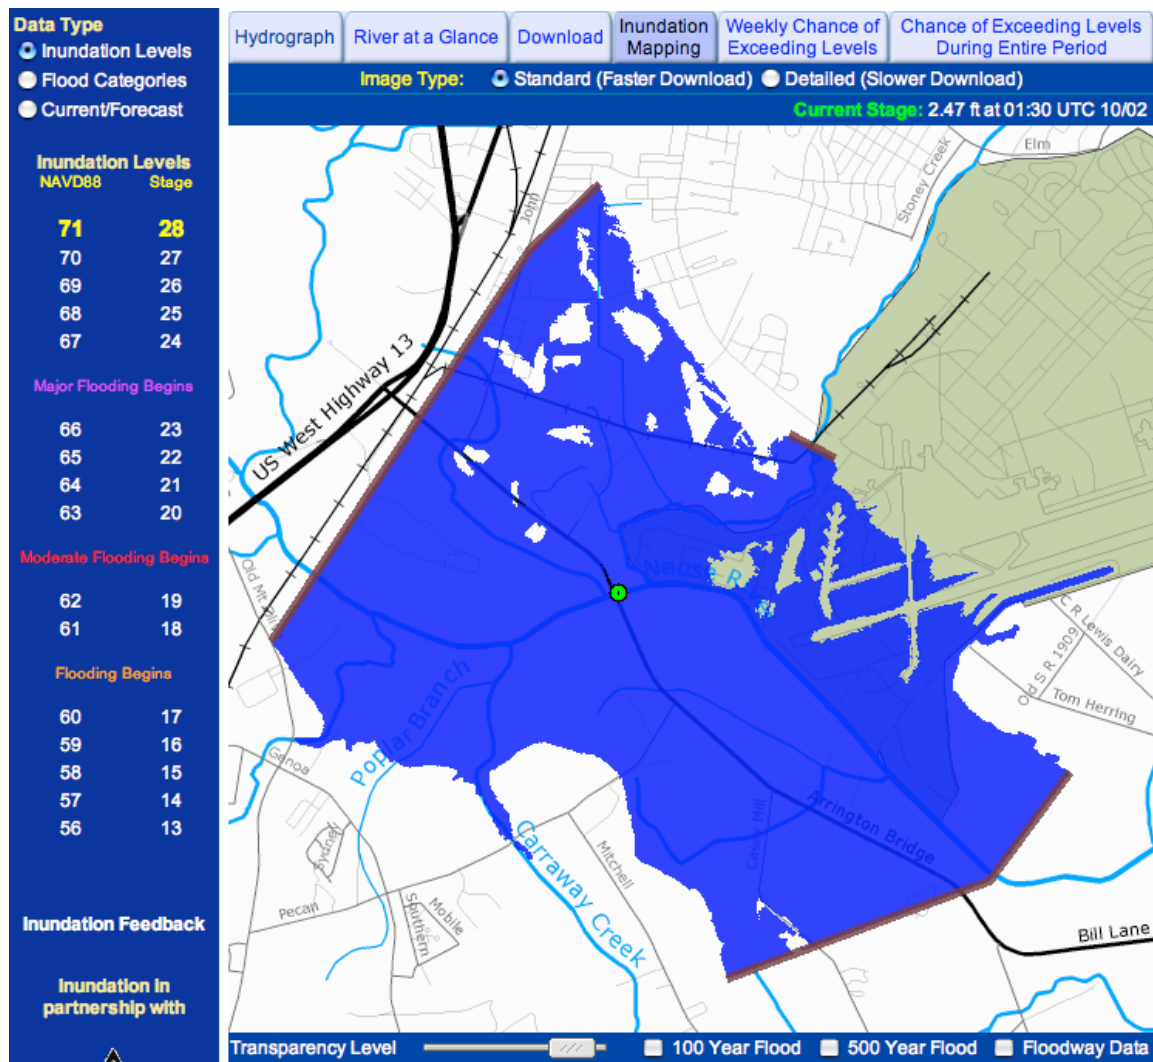 Data Type
Inundation Levels
Flood Categories
Current/Forecast
Inundation Levels
NAVD88 Stage
71 28
70 27
69 26
68 25
67 24
Major Flooding Begins
66 23
65 22
64 21
63 20
Moderate Flooding Begins
62 19
61 18
Flooding Begins
60 17
59 16
58 15
57 14
56 13
Inundation Feedback
Inundation in
partnership with
Hydrograph
River at a Glance
Download
Inundation
Mapping
Weekly Chance of
Exceeding Levels
Chance of Exceeding Levels
During Entire Period
Image Type: Standard (Faster Download) Detailed (Slower Download)
Current Stage: 2.47 ft at 01:30 UTC 10/02
Elm
Stoney Creek
John
US West Highway 13
Neuse
Old Mt
C R Lewis Dairy
Old S R 1909
Tom Herring
Poplar Branch
Genoa
Arrington Bridge
Casey Mill
Sydney
Carraway Creek
Mitchell
Pecan
Mobile
Southern
Bill Lane
Transparency Level 100 Year Flood 500 Year Flood Floodway Data